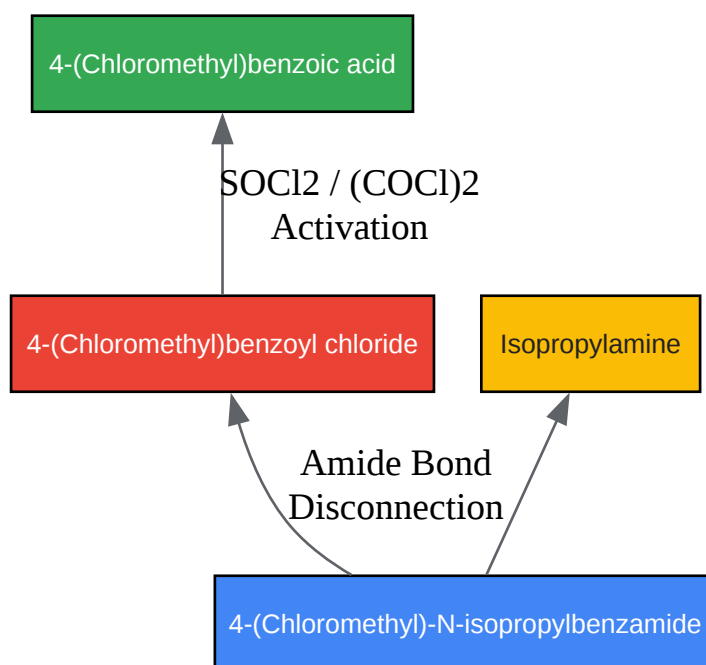 4-(Chloromethyl)benzoic acid
SOCl2 / (COCl)2
Activation
4-(Chloromethyl)benzoyl chloride
Isopropylamine
Amide Bond
Disconnection
4-(Chloromethyl)-N-isopropylbenzamide